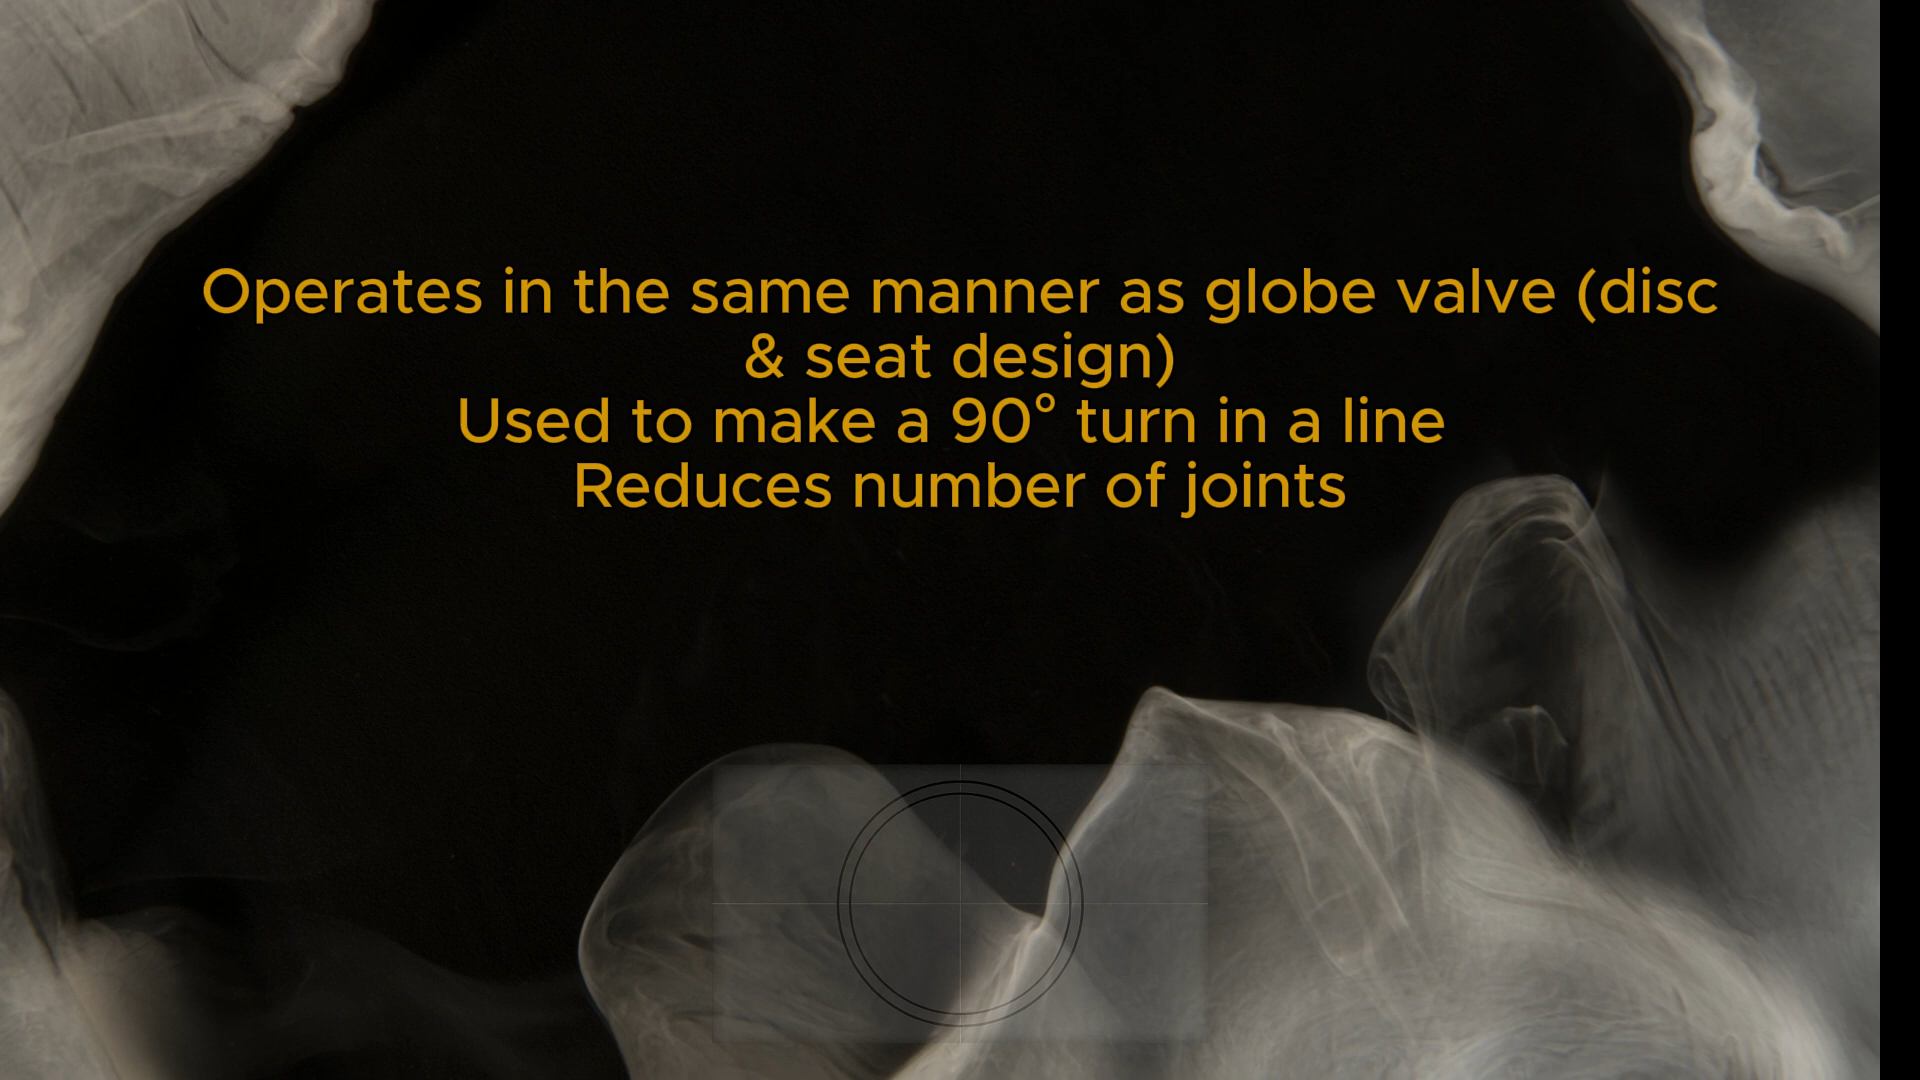 Operates in the same manner as globe valve (disc
& seat design)
Used to make a 90° turn in a line
Reduces number of joints